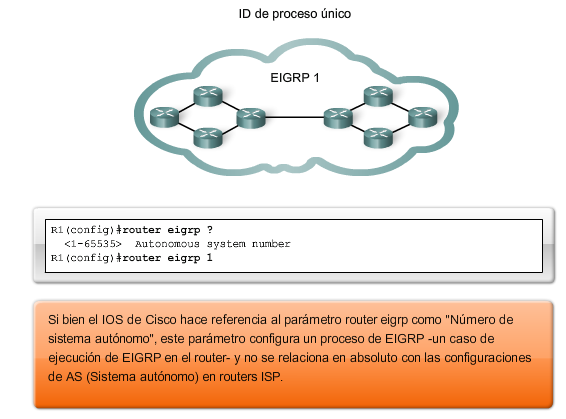 ID de proceso único
EIGRP 1
R1(config)#router eigrp ?
<1-65535> Autonomous system number
R1(config)#router eigrp 1
Si bien el IOS de Cisco hace referencia al parámetro router eigrp como "Número de
sistema autónomo", este parámetro configura un proceso de EIGRP -un caso de
ejecución de EIGRP en el router- y no se relaciona en absoluto con las configuraciones
de AS (Sistema autónomo) en routers ISP.